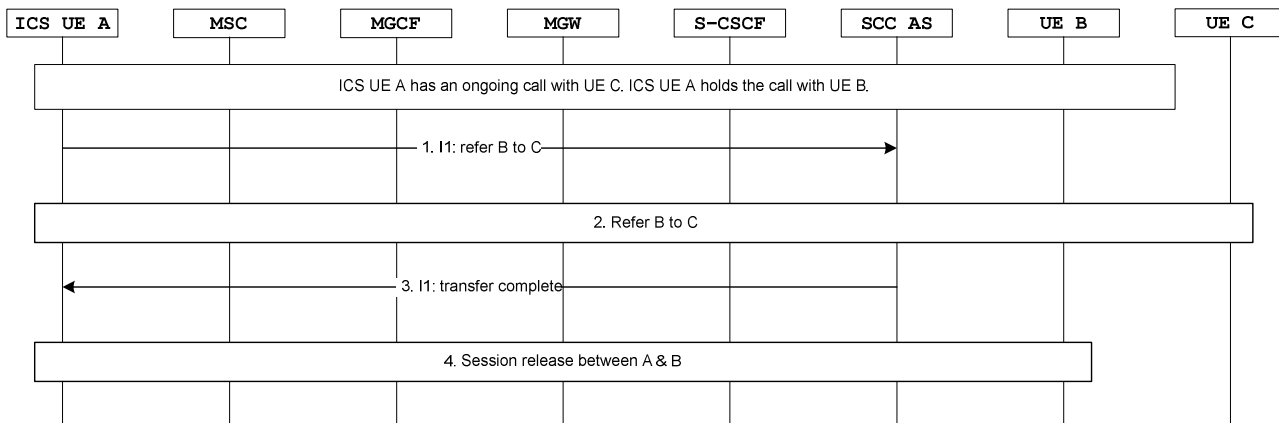 ICS UE A
MSC
MGCF
MGW
S-CSCF
SCC AS
UE B
UE C
ICS UE A has an ongoing call with UE C. ICS UE A holds the call with UE B.
1. I1: refer B to C
2. Refer B to C
3. I1: transfer complete
4. Session release between A & B